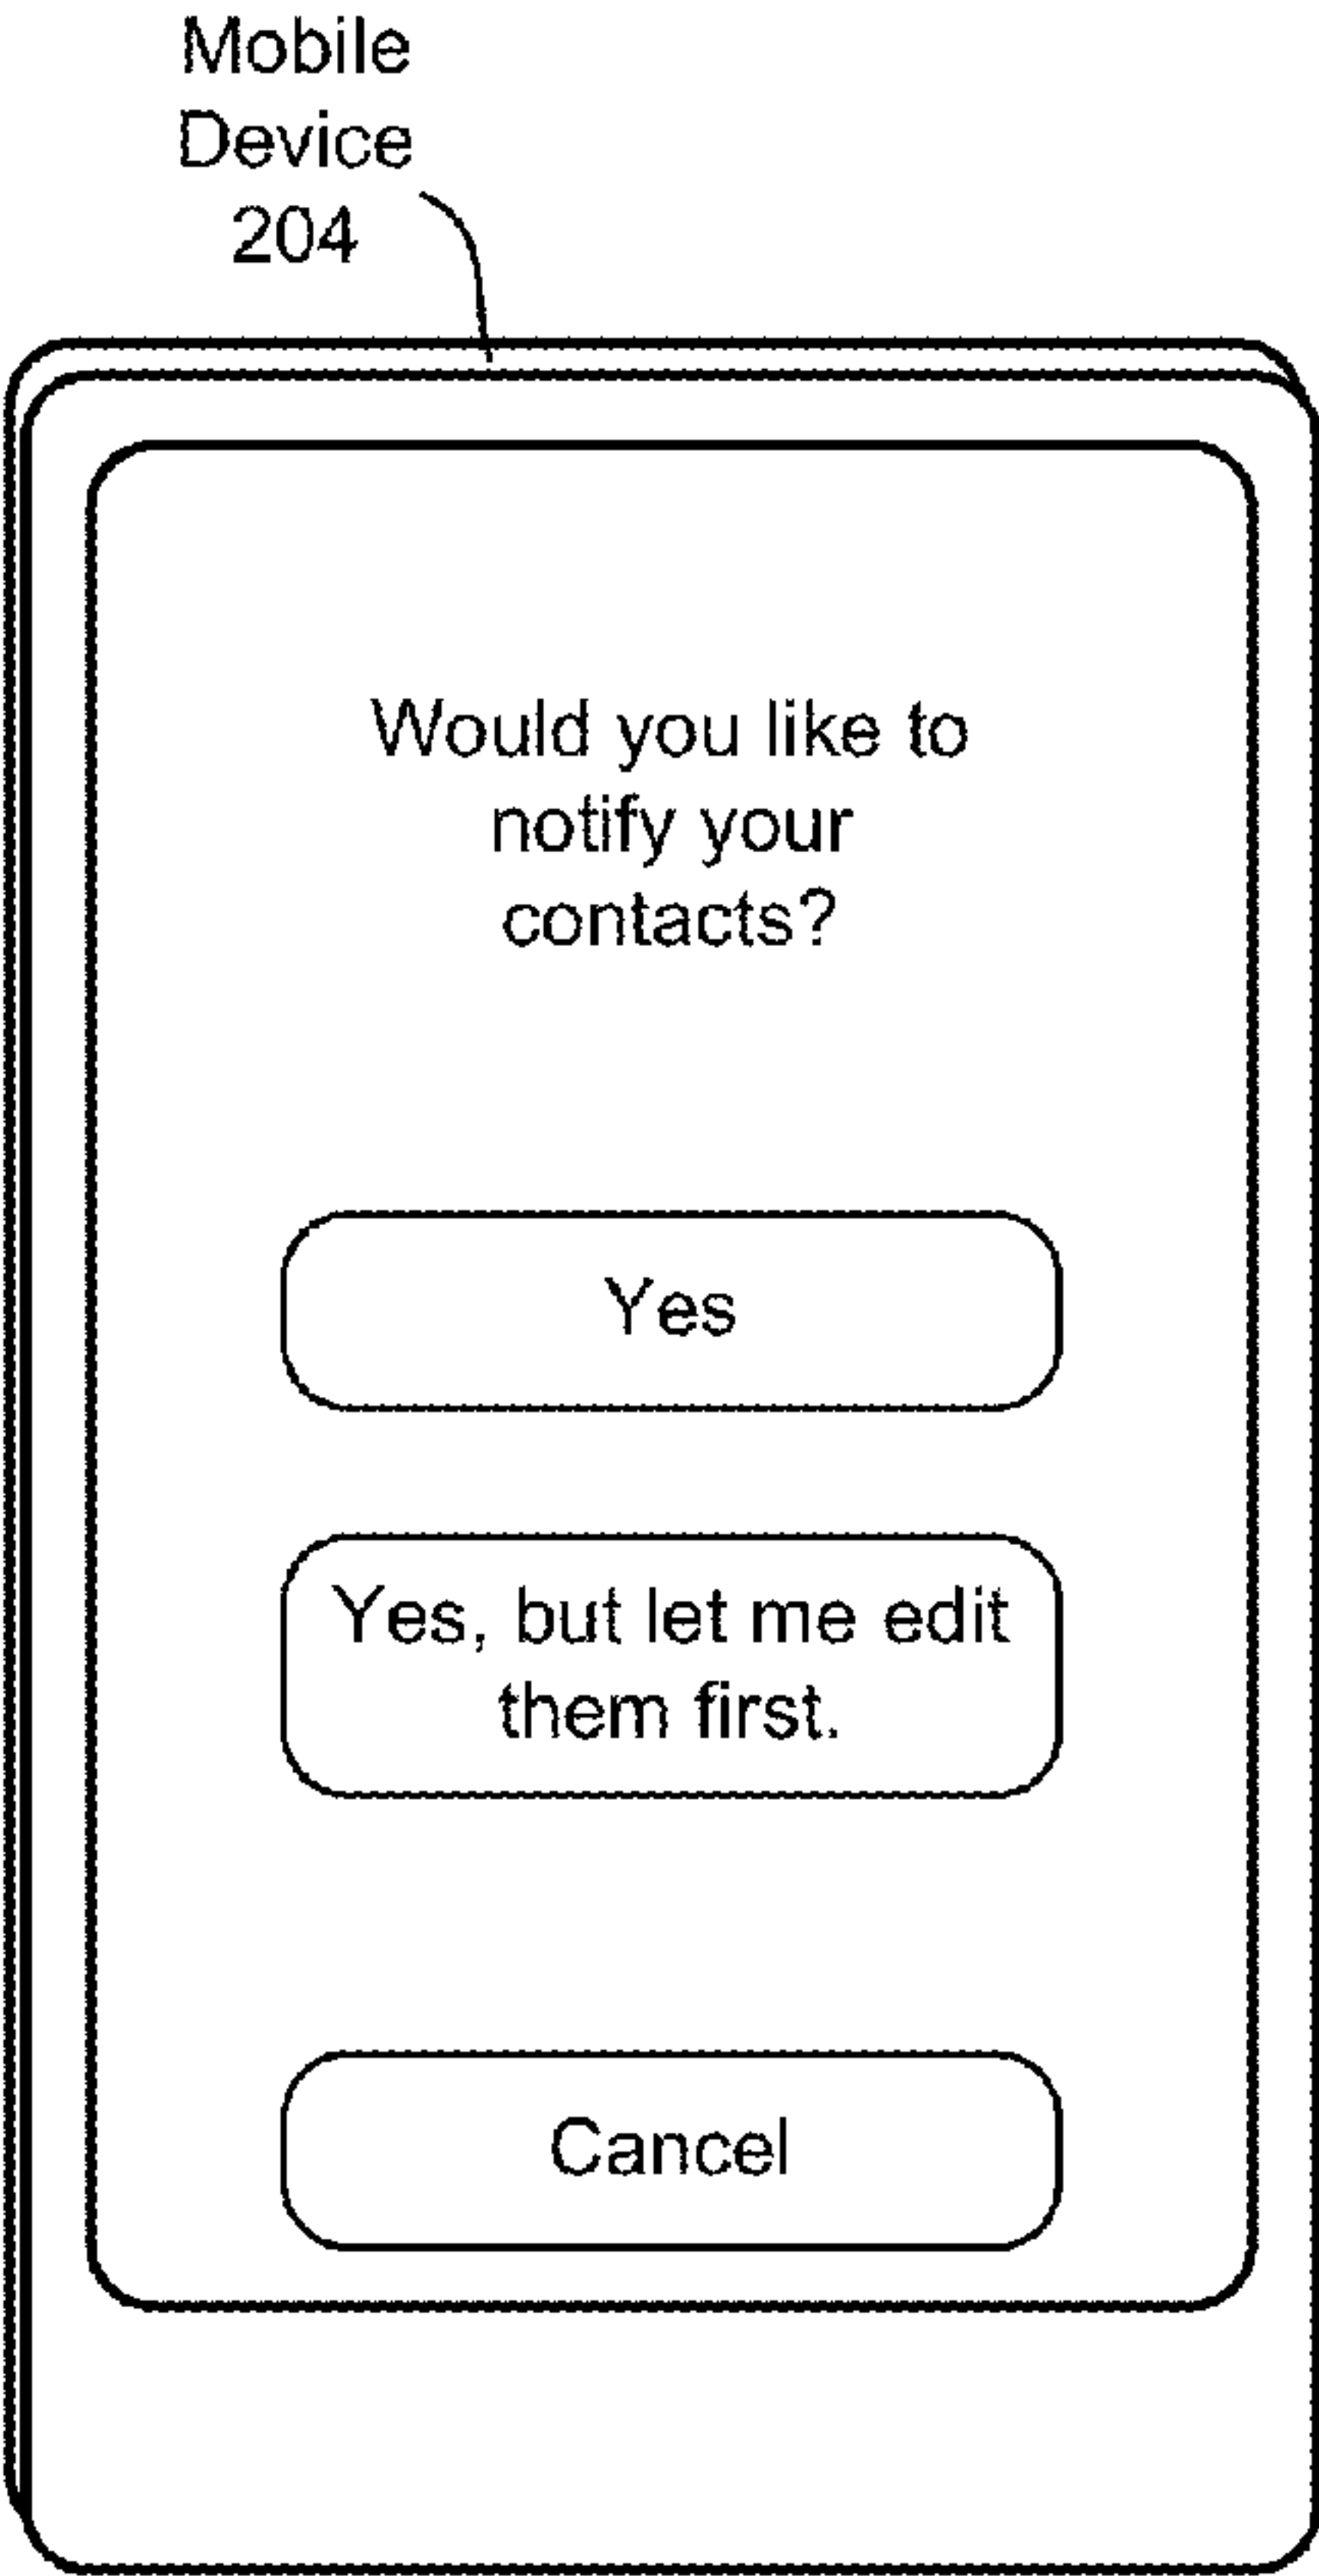 Mobile
Device
204
Would you like to
notify your
contacts?
Yes
Yes, but let me edit
them first.
Cancel